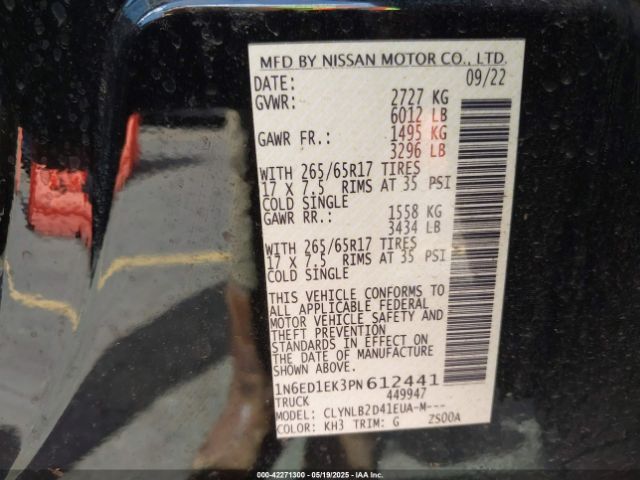 MFD BY NISSAN MOTOR CO., LTD.
DATE: 09/22
GVWR: 2727 KG
6012 LB
GAWR FR.: 1495 KG
3296 LB
WITH 265/65R17 TIRES
17 X 7.5 RIMS AT 35 PSI
COLD SINGLE
GAWR RR.: 1558 KG
3434 LB
WITH 265/65R17 TIRES
17 X 7.5 RIMS AT 35 PSI
COLD SINGLE
THIS VEHICLE CONFORMS TO
ALL APPLICABLE FEDERAL
MOTOR VEHICLE SAFETY AND
THEFT PREVENTION
STANDARDS IN EFFECT ON
THE DATE OF MANUFACTURE
SHOWN ABOVE.
1N6ED1EK3PN612441
TRUCK 449947
MODEL: CLYNLB2D41EUA-M---
COLOR: KH3 TRIM: G ZS00A
000-42271300 - 05/19/2025 - IAAI.COM